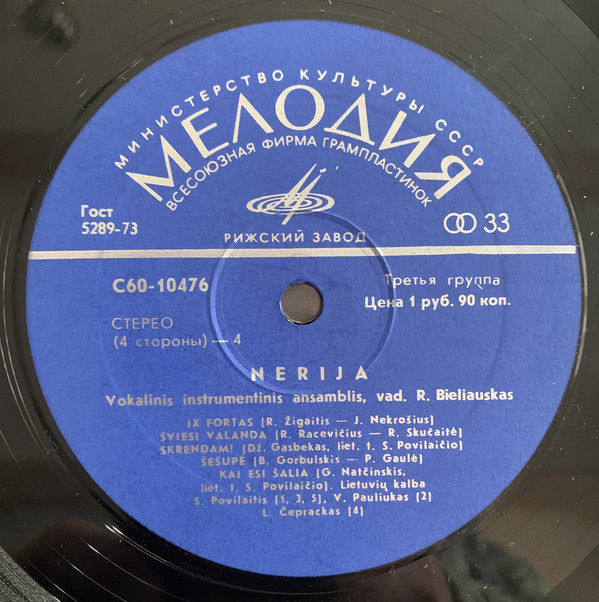 МИНИСТЕРСТВО КУЛЬТУРЫ СССР
МЕЛОДИЯ
ВСЕСОЮЗНАЯ ФИРМА ГРАМПЛАСТИНОК
Гост
5289-73
33
РИЖСКИЙ ЗАВОД
С60-10476
Третья группа
Цена 1 руб. 90 коп.
СТЕРЕО
(4 стороны) — 4
NERIJA
Vokalinis instrumentinis ansamblis, vad. R. Bieliauskas
IX FORTAS (R. Žigaitis — J. Nekrošius)
ŠVIESI VALANDA (R. Racevičius — R. Skučaitė)
SKRENDAM! (Dž. Gasbekas, liet. t. S. Povilaičio)
ŠEŠUPĖ (B. Gorbulskis — P. Gaulė)
KAI ESI ŠALIA (G. Natčinskis,
liet. t, S. Povilaičio). Lietuvių kalba
S. Povilaitis (1, 3, 5), V. Pauliukas (2)
L. Čeprackas (4)